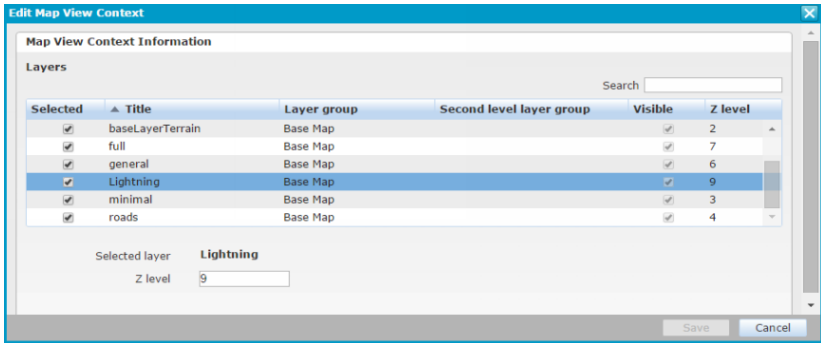 Edit Map View Context
Map View Context Information
Layers
Search
Selected Title Layer group Second level layer group Visible Z level
baseLayerTerrain Base Map 2
full Base Map 7
general Base Map 6
Lightning Base Map 9
minimal Base Map 3
roads Base Map 4
Selected layer Lightning
Z level 9
Save Cancel